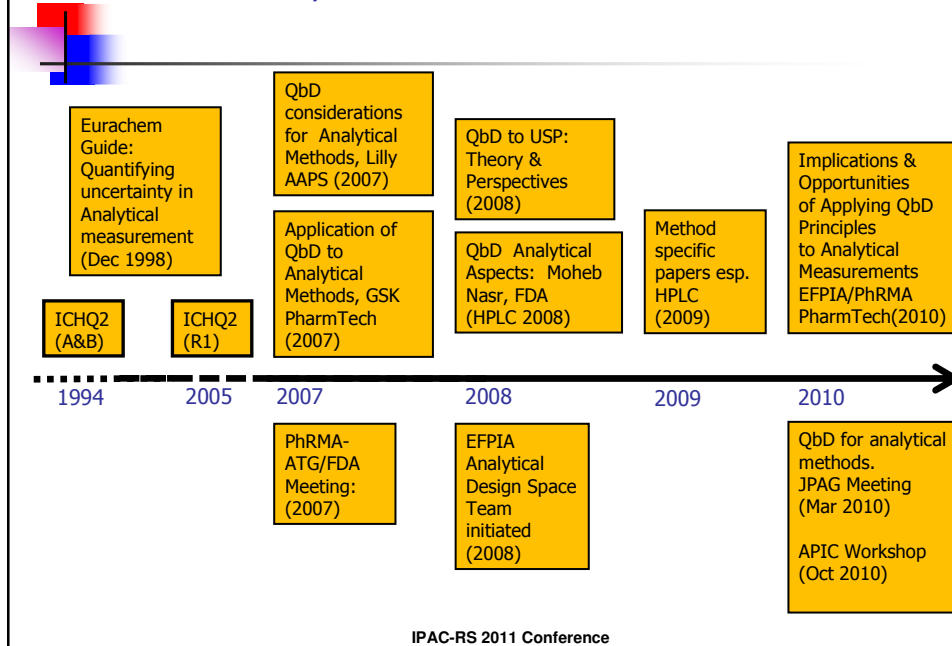 Eurachem
Guide:
Quantifying
uncertainty in
Analytical
measurement
(Dec 1998)
QbD
considerations
for Analytical
Methods, Lilly
AAPS (2007)
QbD to USP:
Theory &
Perspectives
(2008)
Implications &
Opportunities
of Applying QbD
Principles
to Analytical
Measurements
EFPIA/PhRMA
PharmTech(2010)
ICHQ2
(A&B)
ICHQ2
(R1)
Application of
QbD to
Analytical
Methods, GSK
PharmTech
(2007)
QbD Analytical
Aspects: Moheb
Nasr, FDA
(HPLC 2008)
Method
specific
papers esp.
HPLC
(2009)
1994
2005
2007
2008
2009
2010
PhRMA-
ATG/FDA
Meeting:
(2007)
EFPIA
Analytical
Design Space
Team
initiated
(2008)
QbD for analytical
methods.
JPAG Meeting
(Mar 2010)
APIC Workshop
(Oct 2010)
IPAC-RS 2011 Conference